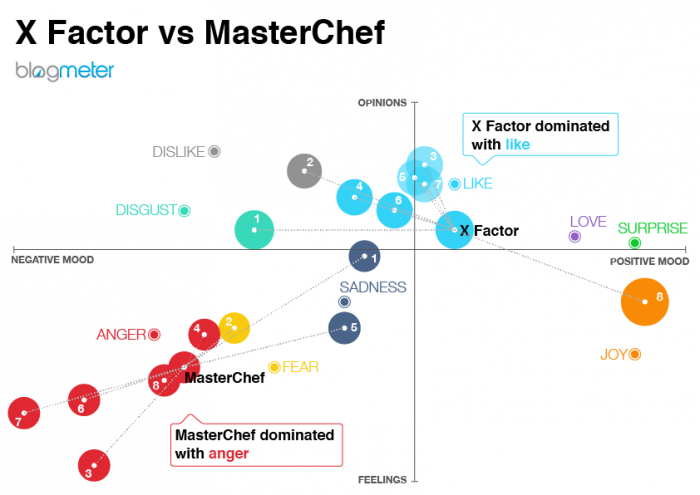 X Factor vs MasterChef
blogmeter
OPINIONS
X Factor dominated
with like
DISLIKE
2
3
5
7
LIKE
4
6
DISGUST
1
X Factor
LOVE
SURPRISE
NEGATIVE MOOD
POSITIVE MOOD
1
SADNESS
8
ANGER
4
2
5
JOY
FEAR
MasterChef
8
6
7
MasterChef dominated
with anger
3
FEELINGS